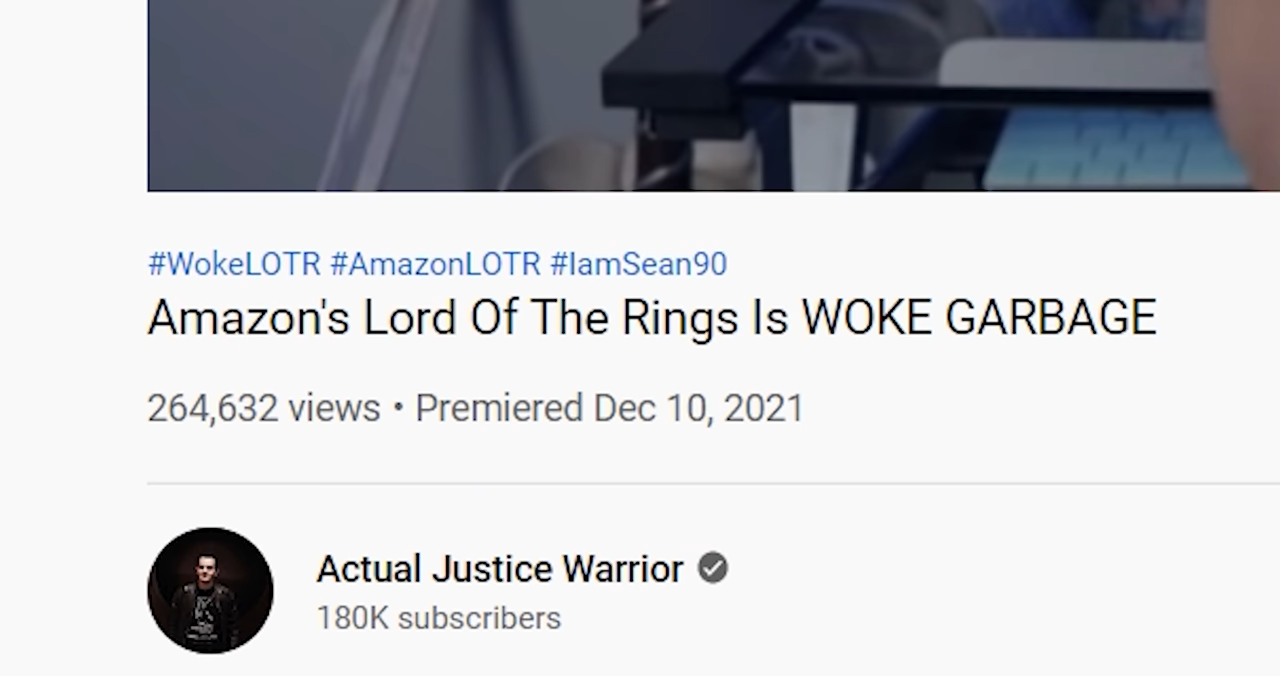 #WokeLOTR #AmazonLOTR #IamSean90
Amazon's Lord Of The Rings Is WOKE GARBAGE
264,632 views • Premiered Dec 10, 2021
Actual Justice Warrior
180K subscribers